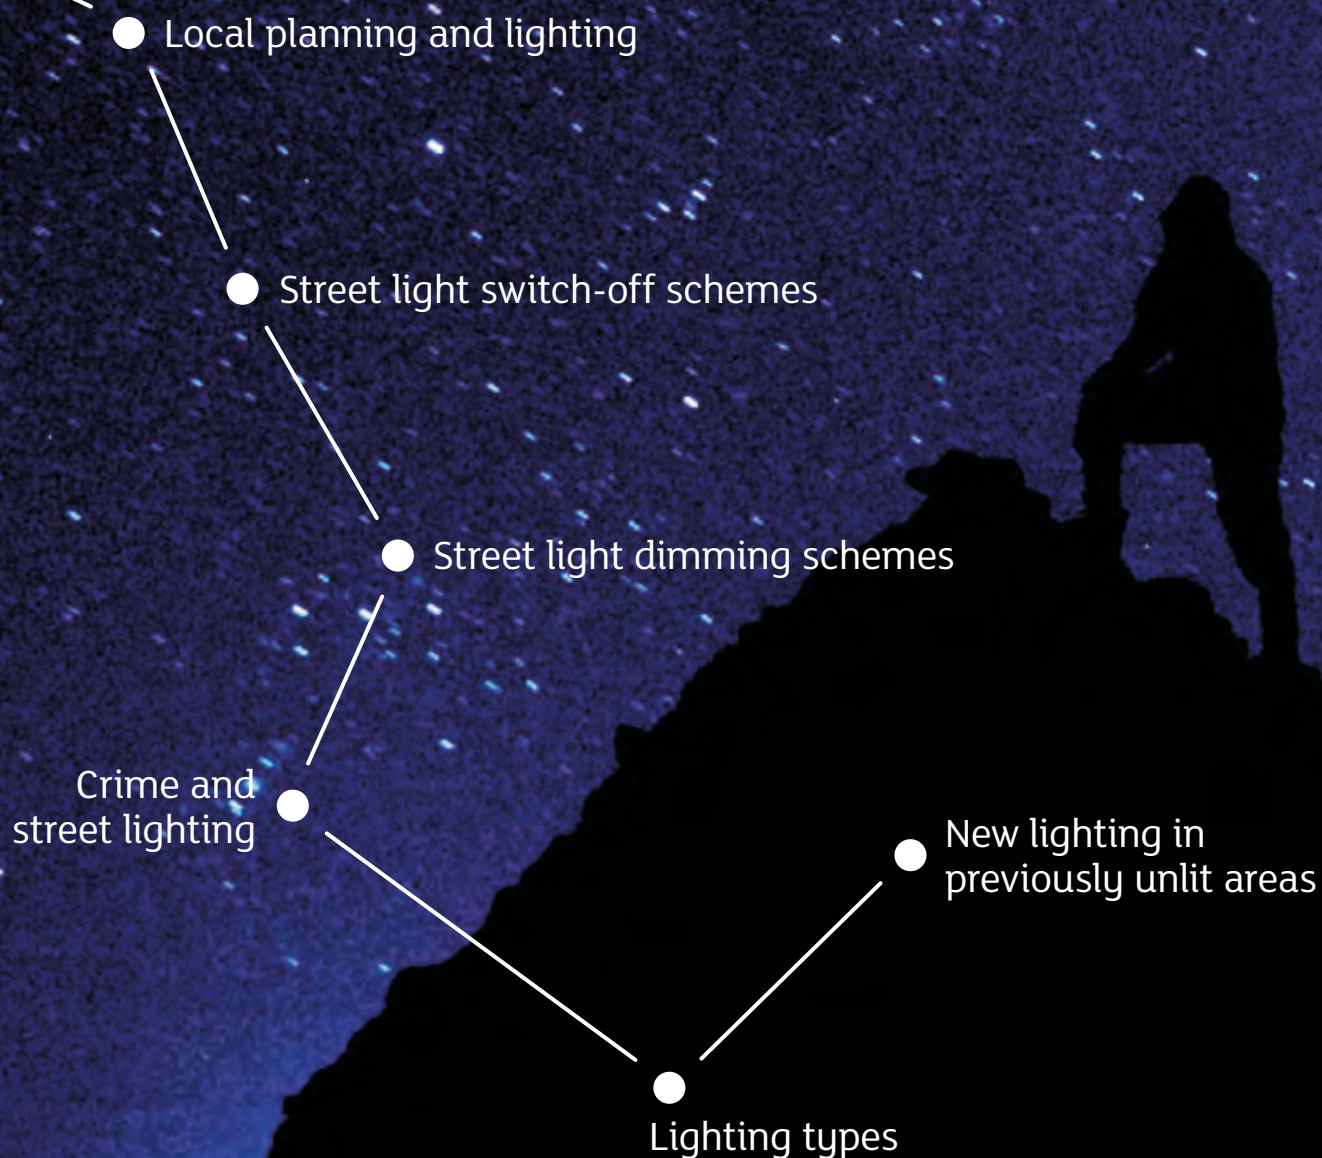 Local planning and lighting
Street light switch-off schemes
Street light dimming schemes
Crime and
street lighting
New lighting in
previously unlit areas
Lighting types